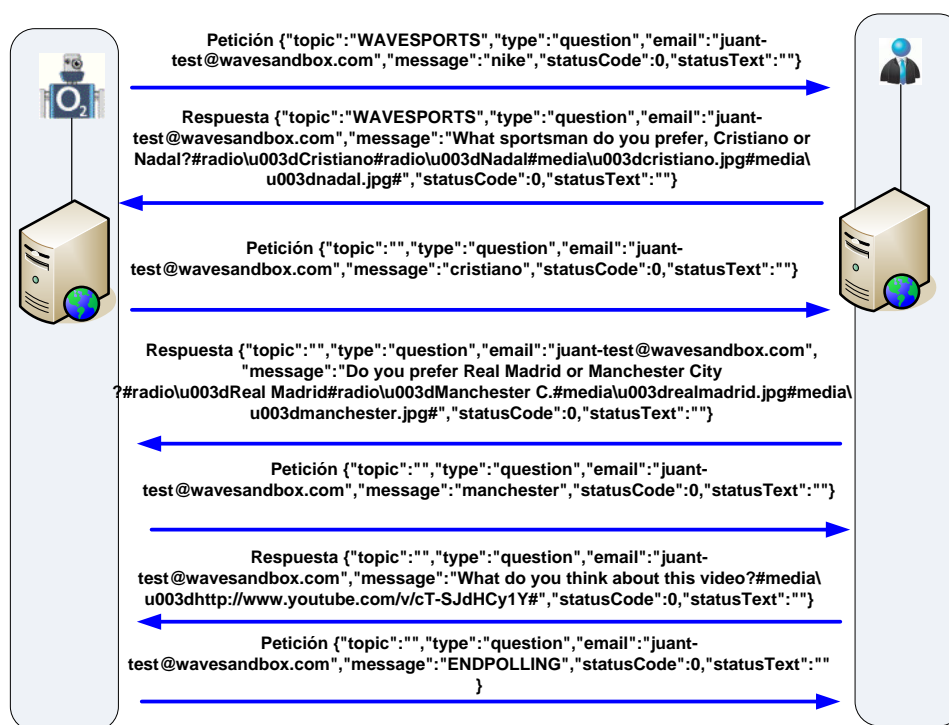 O2
Petición {"topic":"WAVESPORTS","type":"question","email":"juant-
test@wavesandbox.com","message":"nike","statusCode":0,"statusText":""}
Respuesta {"topic":"WAVESPORTS","type":"question","email":"juant-
test@wavesandbox.com","message":"What sportsman do you prefer, Cristiano or
Nadal?#radio\u003dCristiano#radio\u003dNadal#media\u003dcristiano.jpg#media\
u003dnadal.jpg#","statusCode":0,"statusText":""}
Petición {"topic":"","type":"question","email":"juant-
test@wavesandbox.com","message":"cristiano","statusCode":0,"statusText":""}
Respuesta {"topic":"","type":"question","email":"juant-test@wavesandbox.com",
"message":"Do you prefer Real Madrid or Manchester City
?#radio\u003dReal Madrid#radio\u003dManchester C.#media\u003drealmadrid.jpg#media\
u003dmanchester.jpg#","statusCode":0,"statusText":""}
Petición {"topic":"","type":"question","email":"juant-
test@wavesandbox.com","message":"manchester","statusCode":0,"statusText":""}
Respuesta {"topic":"","type":"question","email":"juant-
test@wavesandbox.com","message":"What do you think about this video?#media\
u003dhttp://www.youtube.com/v/cT-SJdHCy1Y#","statusCode":0,"statusText":""}
Petición {"topic":"","type":"question","email":"juant-
test@wavesandbox.com","message":"ENDPOLLING","statusCode":0,"statusText":""
}